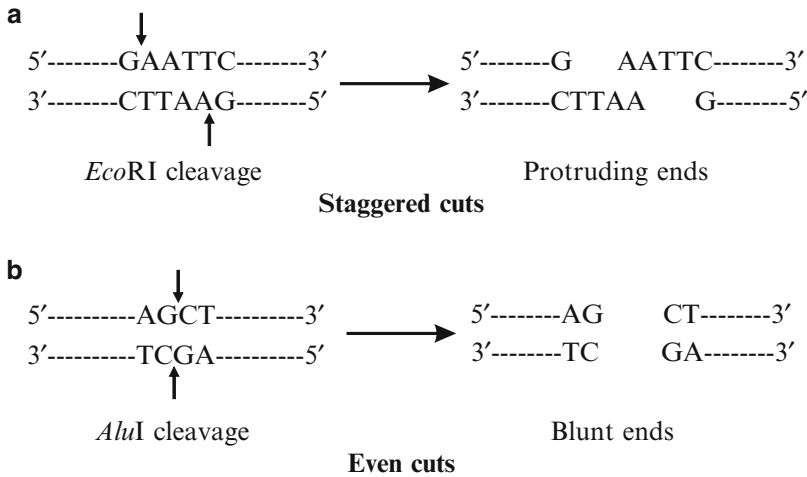 a
5′--------GAATTC--------3′ 5′--------G AATTC--------3′
3′--------CTTAAG--------5′ 3′--------CTTAA G--------5′
EcoRI cleavage Protruding ends
Staggered cuts
b
5′----------AGCT----------3′ 5′--------AG CT--------3′
3′----------TCGA----------5′ 3′--------TC GA--------3′
AluI cleavage Blunt ends
Even cuts